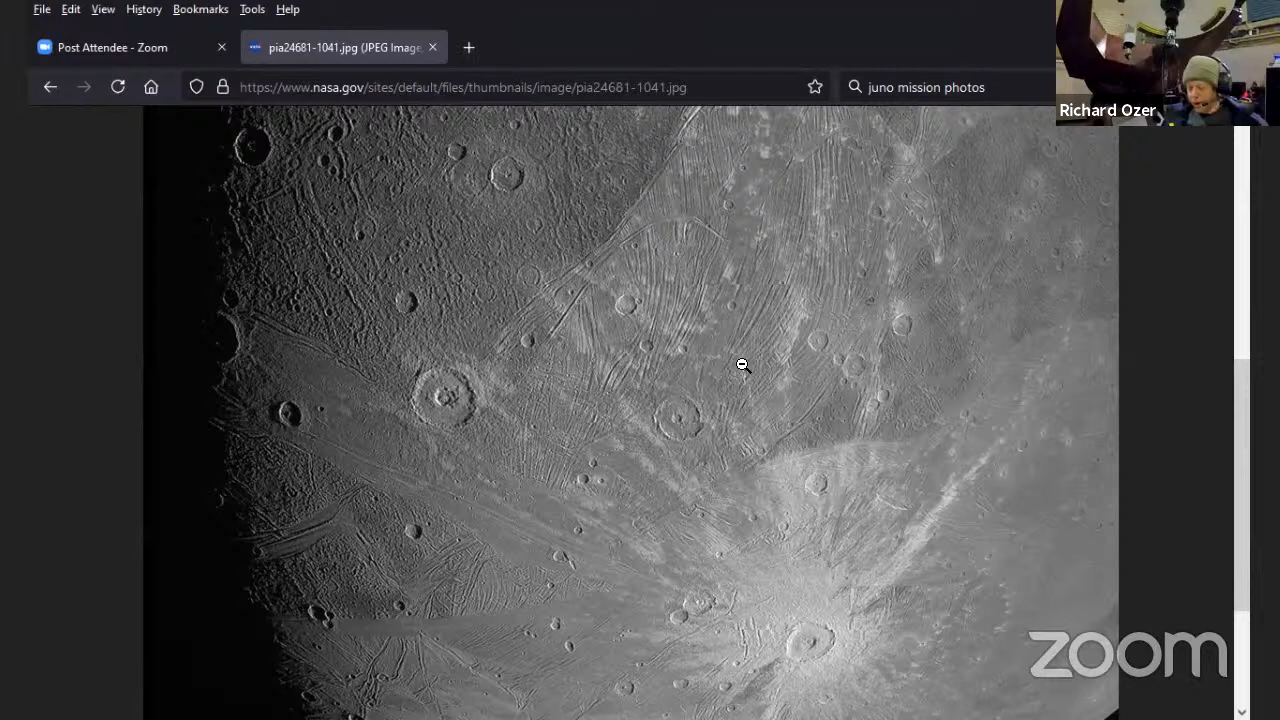 File Edit View History Bookmarks Tools Help
Post Attendee - Zoom
pia24681-1041.jpg (JPEG Image,
https://www.nasa.gov/sites/default/files/thumbnails/image/pia24681-1041.jpg
juno mission photos
Richard Ozer
zoom